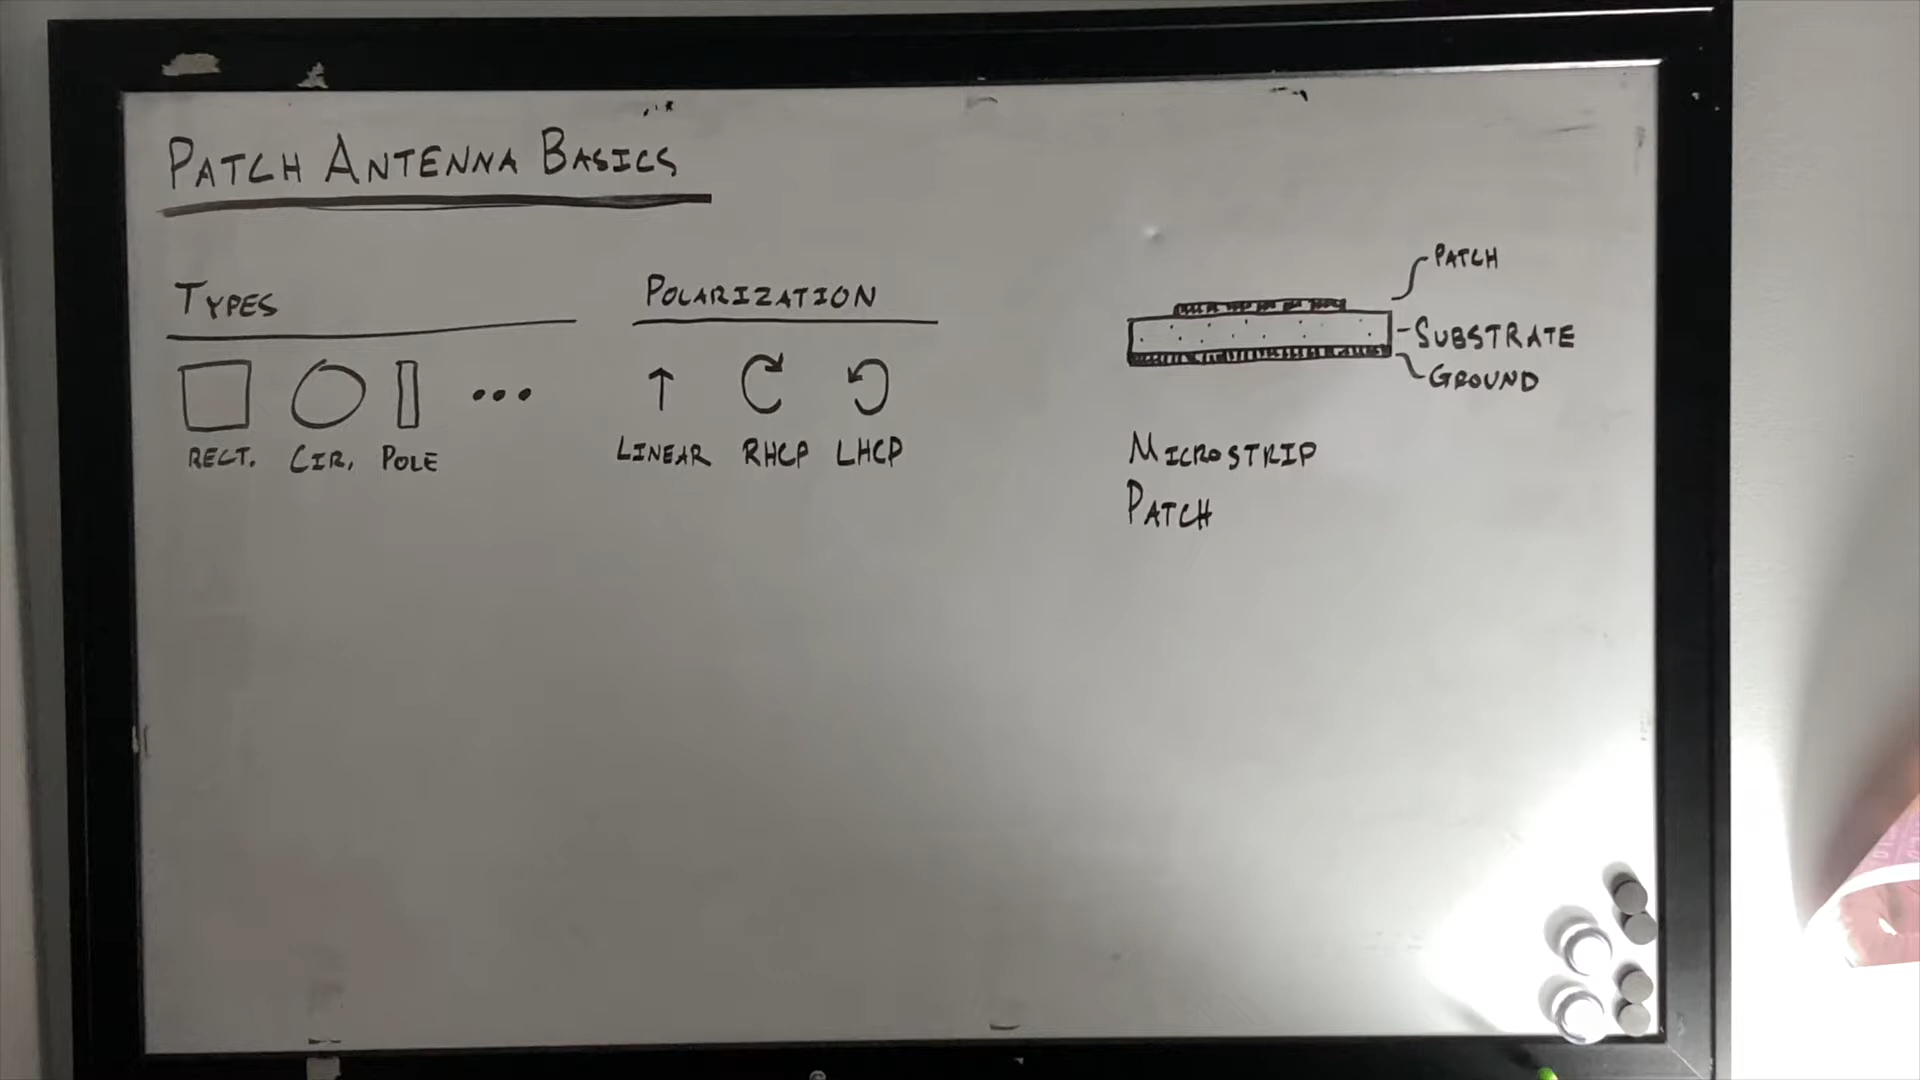 PATCH ANTENNA BASICS
TYPES
RECT. CIR. POLE
POLARIZATION
LINEAR RHCP LHCP
PATCH
SUBSTRATE
GROUND
MICROSTRIP
PATCH